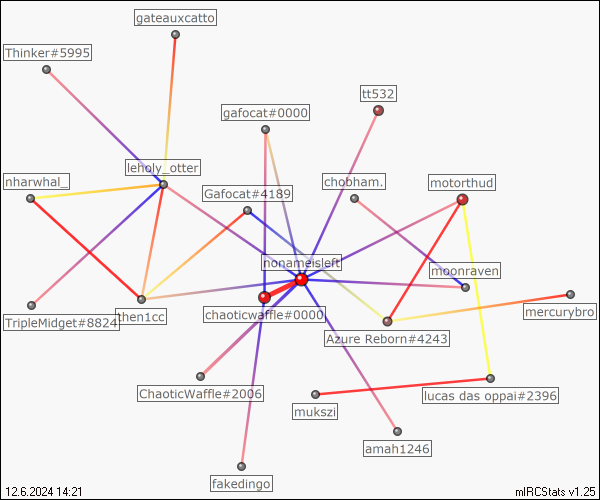 gateauxcatto
Thinker#5995
tt532
gafocat#0000
leholy_otter
nharwhal_
Gafocat#4189
chobham.
motorthud
nonameisleft
moonraven
TripleMidget#8824
then1cc
chaoticwaffle#0000
mercurybro
Azure Reborn#4243
ChaoticWaffle#2006
lucas das oppai#2396
mukszi
amah1246
fakedingo
12.6.2024 14:21
mIRCStats v1.25